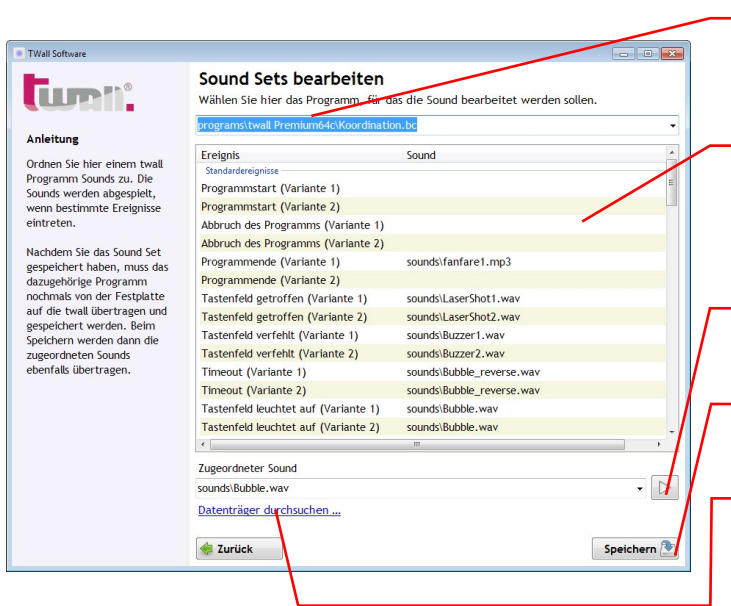 TWall Software
twall.®
Anleitung
Ordnen Sie hier einem twall
Programm Sounds zu. Die
Sounds werden abgespielt,
wenn bestimmte Ereignisse
eintreten.
Nachdem Sie das Sound Set
gespeichert haben, muss das
dazugehörige Programm
nochmals von der Festplatte
auf die twall übertragen und
gespeichert werden. Beim
Speichern werden dann die
zugeordneten Sounds
ebenfalls übertragen.
Sound Sets bearbeiten
Wählen Sie hier das Programm, für das die Sound bearbeitet werden sollen.
programs\twall Premium64c\Koordination.bc
Ereignis Sound
Standardereignisse
Programmstart (Variante 1)
Programmstart (Variante 2)
Abbruch des Programms (Variante 1)
Abbruch des Programms (Variante 2)
Programmende (Variante 1) sounds\fanfare1.mp3
Programmende (Variante 2)
Tastenfeld getroffen (Variante 1) sounds\LaserShot1.wav
Tastenfeld getroffen (Variante 2) sounds\LaserShot2.wav
Tastenfeld verfehlt (Variante 1) sounds\Buzzer1.wav
Tastenfeld verfehlt (Variante 2) sounds\Buzzer2.wav
Timeout (Variante 1) sounds\Bubble_reverse.wav
Timeout (Variante 2) sounds\Bubble_reverse.wav
Tastenfeld leuchtet auf (Variante 1) sounds\Bubble.wav
Tastenfeld leuchtet auf (Variante 2) sounds\Bubble.wav
Zugeordneter Sound
sounds\Bubble.wav
Datenträger durchsuchen ...
Zurück
Speichern